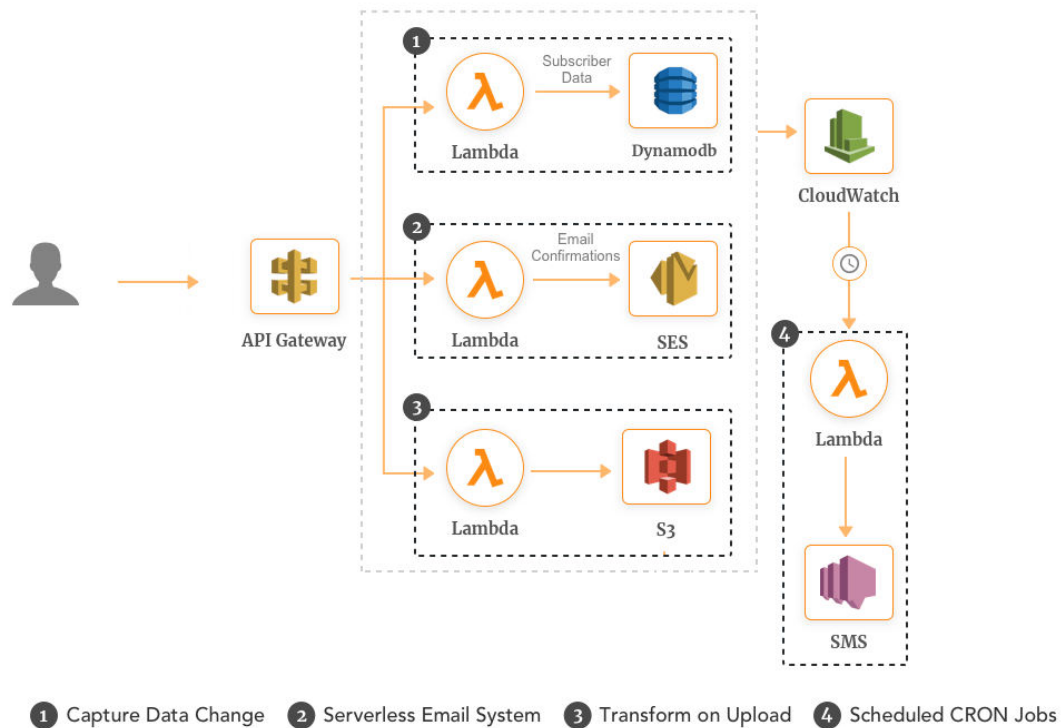 1
Subscriber
Data
Lambda
Dynamodb
CloudWatch
2
Email
Confirmations
API Gateway
Lambda
SES
4
3
Lambda
Lambda
S3
SMS
1 Capture Data Change 2 Serverless Email System 3 Transform on Upload 4 Scheduled CRON Jobs